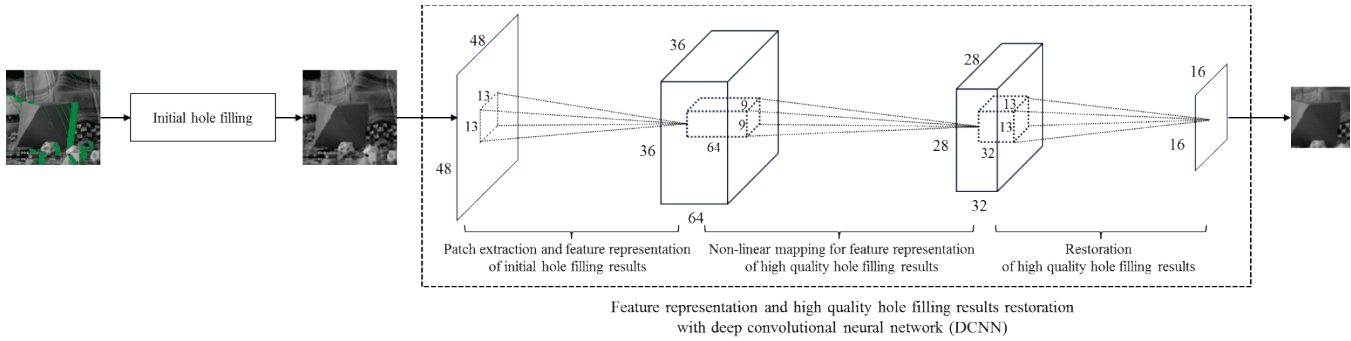 Initial hole filling
48
48
13
13
36
36
64
9
9
64
28
28
32
13
13
32
16
16
Patch extraction and feature representation
of initial hole filling results
Non-linear mapping for feature representation
of high quality hole filling results
Restoration
of high quality hole filling results
Feature representation and high quality hole filling results restoration
with deep convolutional neural network (DCNN)